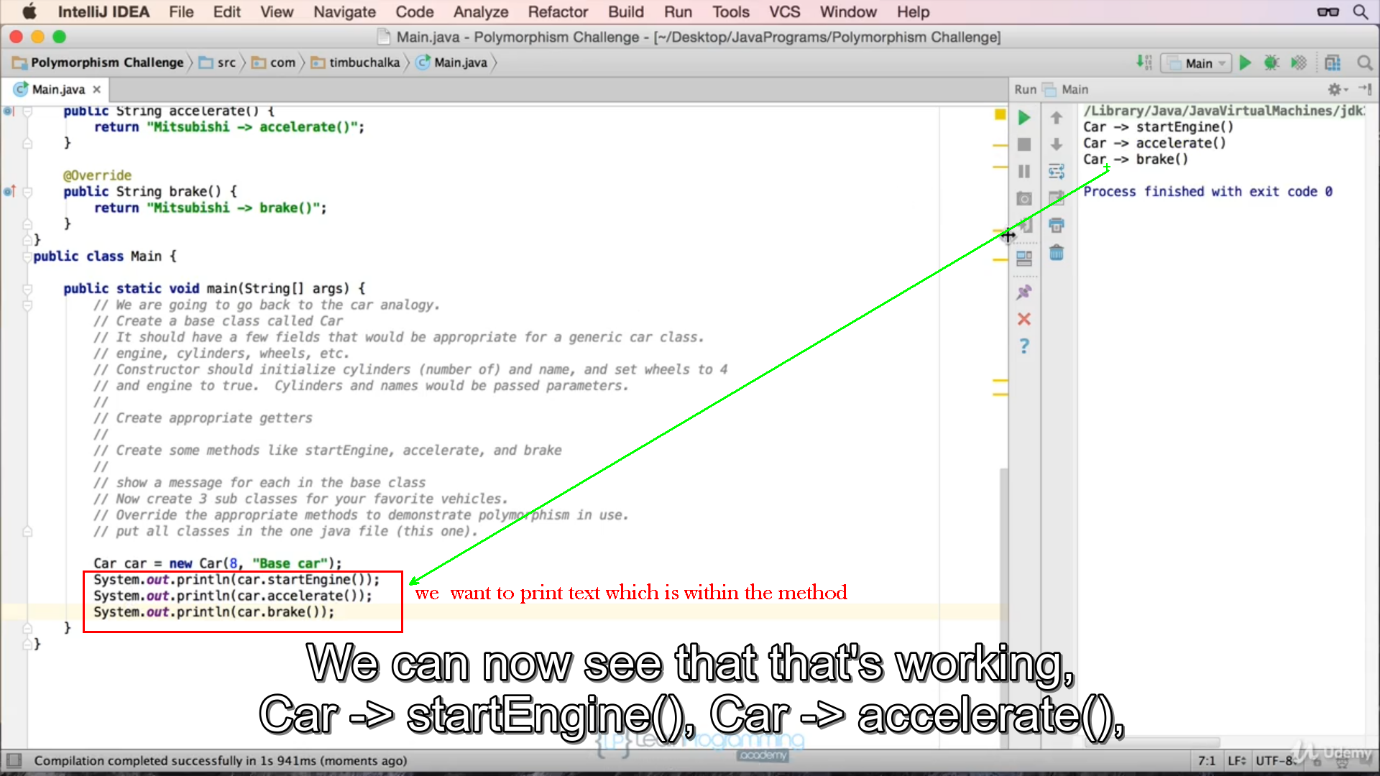 IntelliJ IDEA File Edit View Navigate Code Analyze Refactor Build Run Tools VCS Window Help
Main.java - Polymorphism Challenge - [~/Desktop/JavaPrograms/Polymorphism Challenge]
Polymorphism Challenge src com timbuchalka Main.java Main
Main.java
Run Main
public String accelerate() {
return "Mitsubishi -> accelerate()";
}
@Override
public String brake() {
return "Mitsubishi -> brake()";
}
}
public class Main {
public static void main(String[] args) {
// We are going to go back to the car analogy.
// Create a base class called Car
// It should have a few fields that would be appropriate for a generic car class.
// engine, cylinders, wheels, etc.
// Constructor should initialize cylinders (number of) and name, and set wheels to 4
// and engine to true.  Cylinders and names would be passed parameters.
//
// Create appropriate getters
//
// Create some methods like startEngine, accelerate, and brake
//
// show a message for each in the base class
// Now create 3 sub classes for your favorite vehicles.
// Override the appropriate methods to demonstrate polymorphism in use.
// put all classes in the one java file (this one).
Car car = new Car(8, "Base car");
System.out.println(car.startEngine());
System.out.println(car.accelerate());
System.out.println(car.brake());
}
}
we  want to print text which is within the method
/Library/Java/JavaVirtualMachines/jdk
Car -> startEngine()
Car -> accelerate()
Car -> brake()
Process finished with exit code 0
We can now see that that's working,
Car -> startEngine(), Car -> accelerate(),
{LP} Learn Programming
academy
Compilation completed successfully in 1s 941ms (moments ago)
7:1 LF UTF-8
Udemy